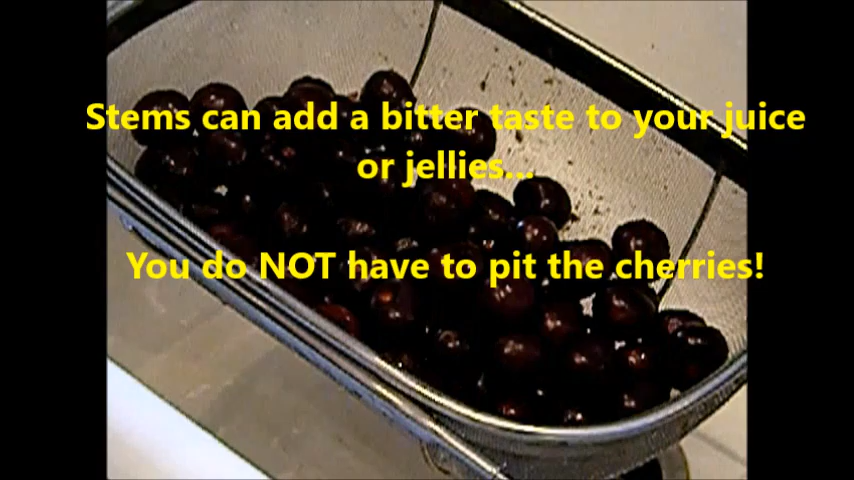 Stems can add a bitter taste to your juice
or jellies...
You do NOT have to pit the cherries!